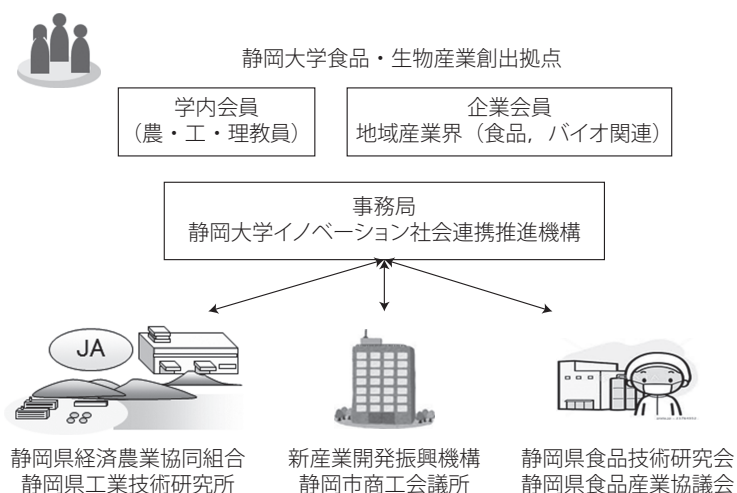 静岡大学食品・生物産業創出拠点
学内会員
（農・工・理教員）
企業会員
地域産業界（食品，バイオ関連）
事務局
静岡大学イノベーション社会連携推進機構
JA
静岡県経済農業協同組合
静岡県工業技術研究所
新産業開発振興機構
静岡市商工会議所
静岡県食品技術研究会
静岡県食品産業協議会